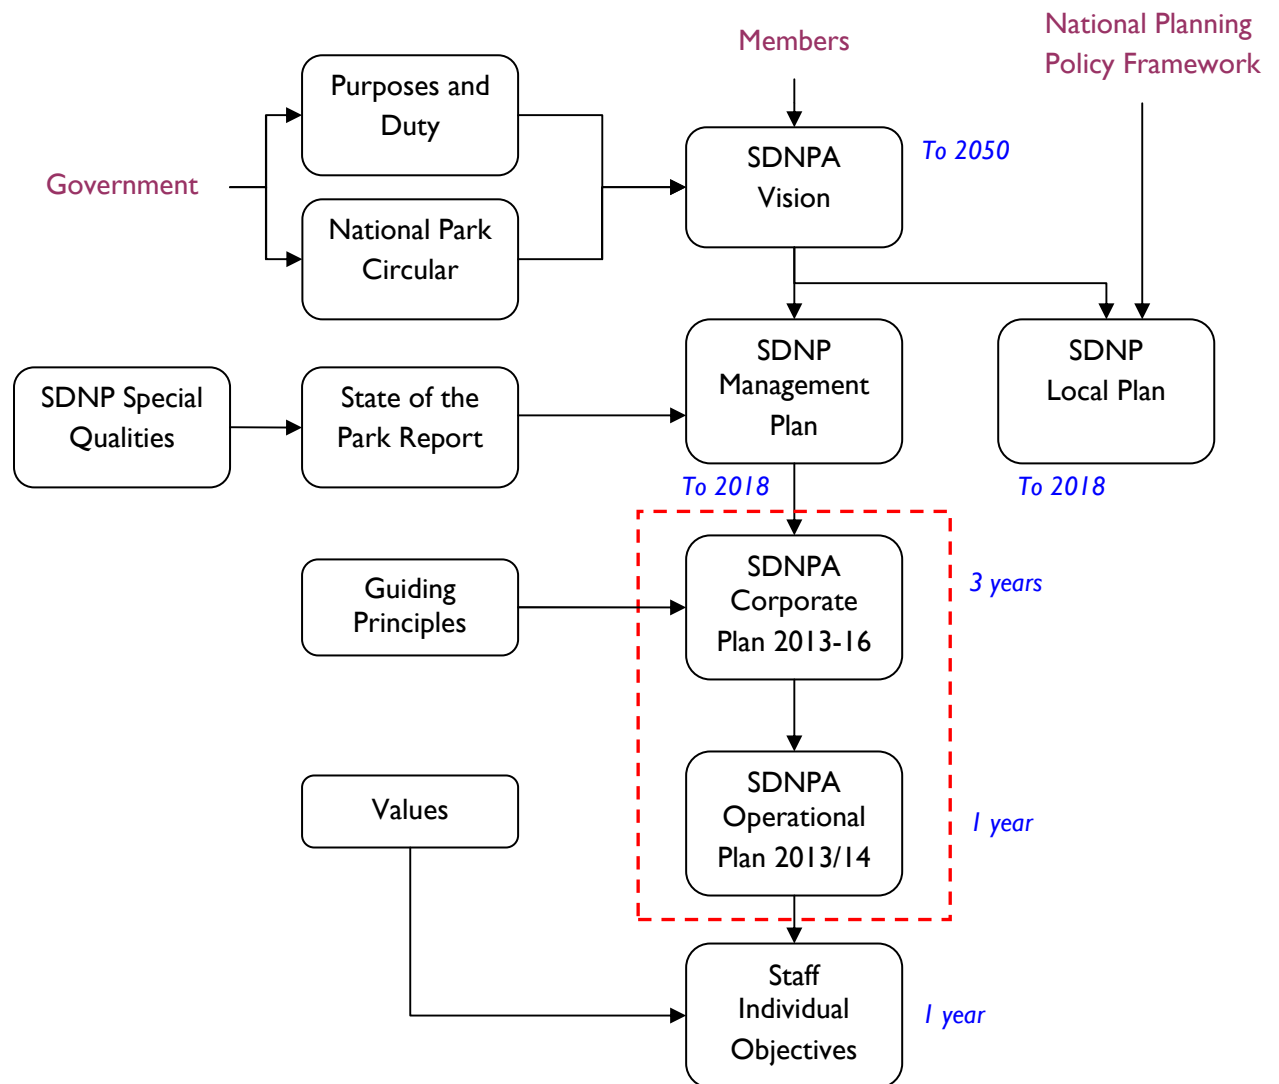 Members
National Planning
Policy Framework
Purposes and
Duty
SDNPA
Vision
To 2050
Government
National Park
Circular
SDNP
Management
Plan
SDNP
Local Plan
SDNP Special
Qualities
State of the
Park Report
To 2018
To 2018
SDNPA
Corporate
Plan 2013-16
3 years
Guiding
Principles
SDNPA
Operational
Plan 2013/14
1 year
Values
Staff
Individual
Objectives
1 year